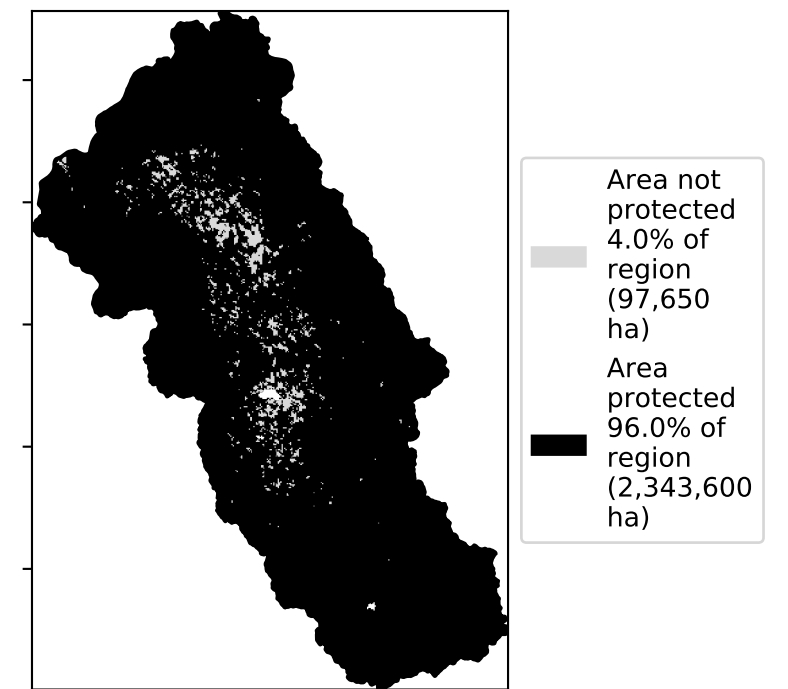 Area not
protected
4.0% of
region
(97,650
ha)
Area
protected
96.0% of
region
(2,343,600
ha)